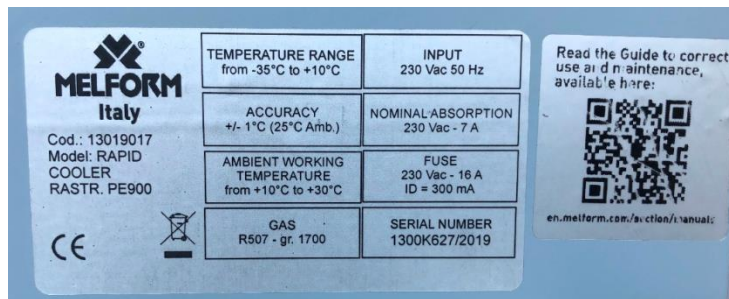 MELFORM
Italy
Cod.: 13019017
Model: RAPID
COOLER
RASTR. PE900
CE
TEMPERATURE RANGE
from -35°C to +10°C
INPUT
230 Vac 50 Hz
ACCURACY
+/- 1°C (25°C Amb.)
NOMINAL ABSORPTION
230 Vac - 7 A
AMBIENT WORKING
TEMPERATURE
from +10°C to +30°C
FUSE
230 Vac - 16 A
ID = 300 mA
GAS
R507 - gr. 1700
SERIAL NUMBER
1300K627/2019
Read the Guide to correct
use and maintenance,
available here:
en.melform.com/section/manuals